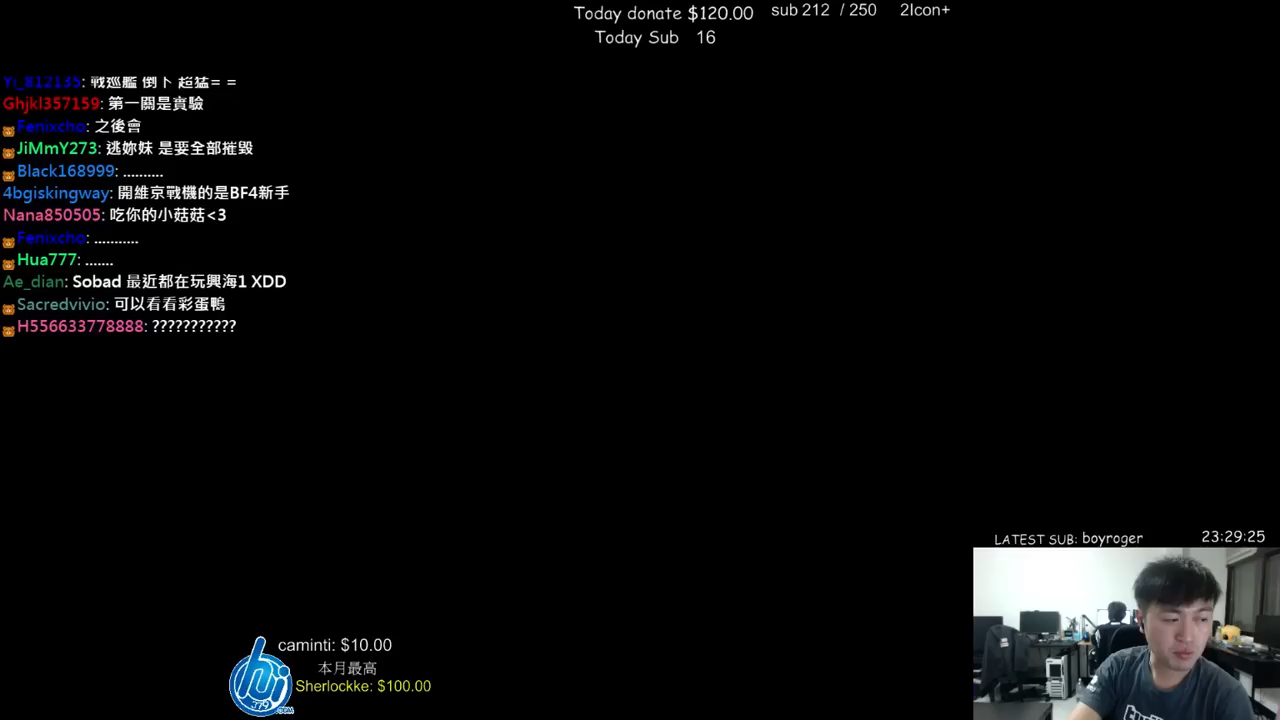 Today donate $120.00
sub 212 / 250
2Icon+
Today Sub 16
Yi_812135: 戰巡艦 倒卜 超猛= =
Ghjkl357159: 第一關是實驗
Fenixcho: 之後會
JiMmY273: 逃妳妹 是要全部摧毀
Black168999: ..........
4bgiskingway: 開維京戰機的是BF4新手
Nana850505: 吃你的小菇菇<3
Fenixcho: ...........
Hua777: .......
Ae_dian: Sobad 最近都在玩興海1 XDD
Sacredvivio: 可以看看彩蛋鴨
H556633778888: ???????????
LATEST SUB: boyroger
23:29:25
caminti: $10.00
本月最高
Sherlockke: $100.00